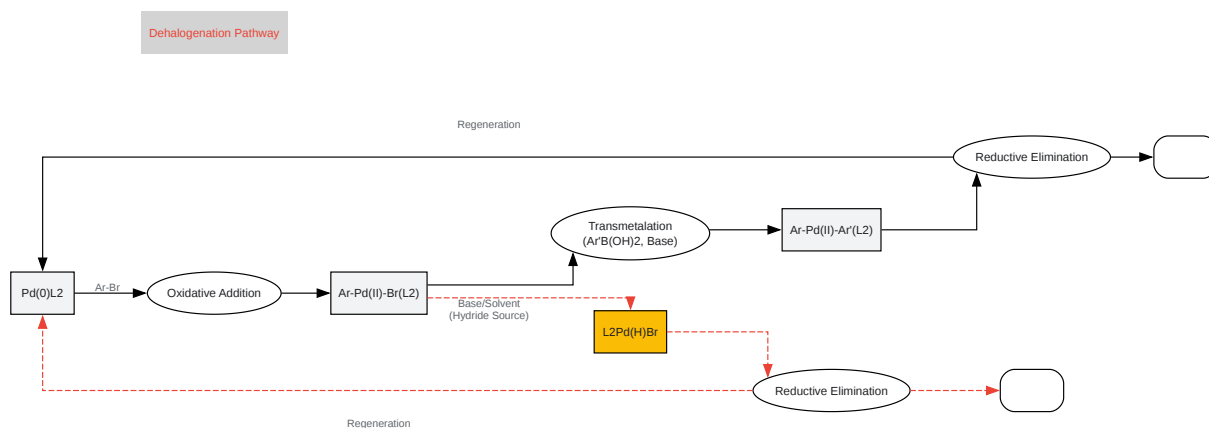 Dehalogenation Pathway
Regeneration
Reductive Elimination
Transmetalation
(Ar'B(OH)2, Base)
Ar-Pd(II)-Ar'(L2)
Pd(0)L2
Ar-Br
Oxidative Addition
Ar-Pd(II)-Br(L2)
Base/Solvent
(Hydride Source)
L2Pd(H)Br
Reductive Elimination
Regeneration